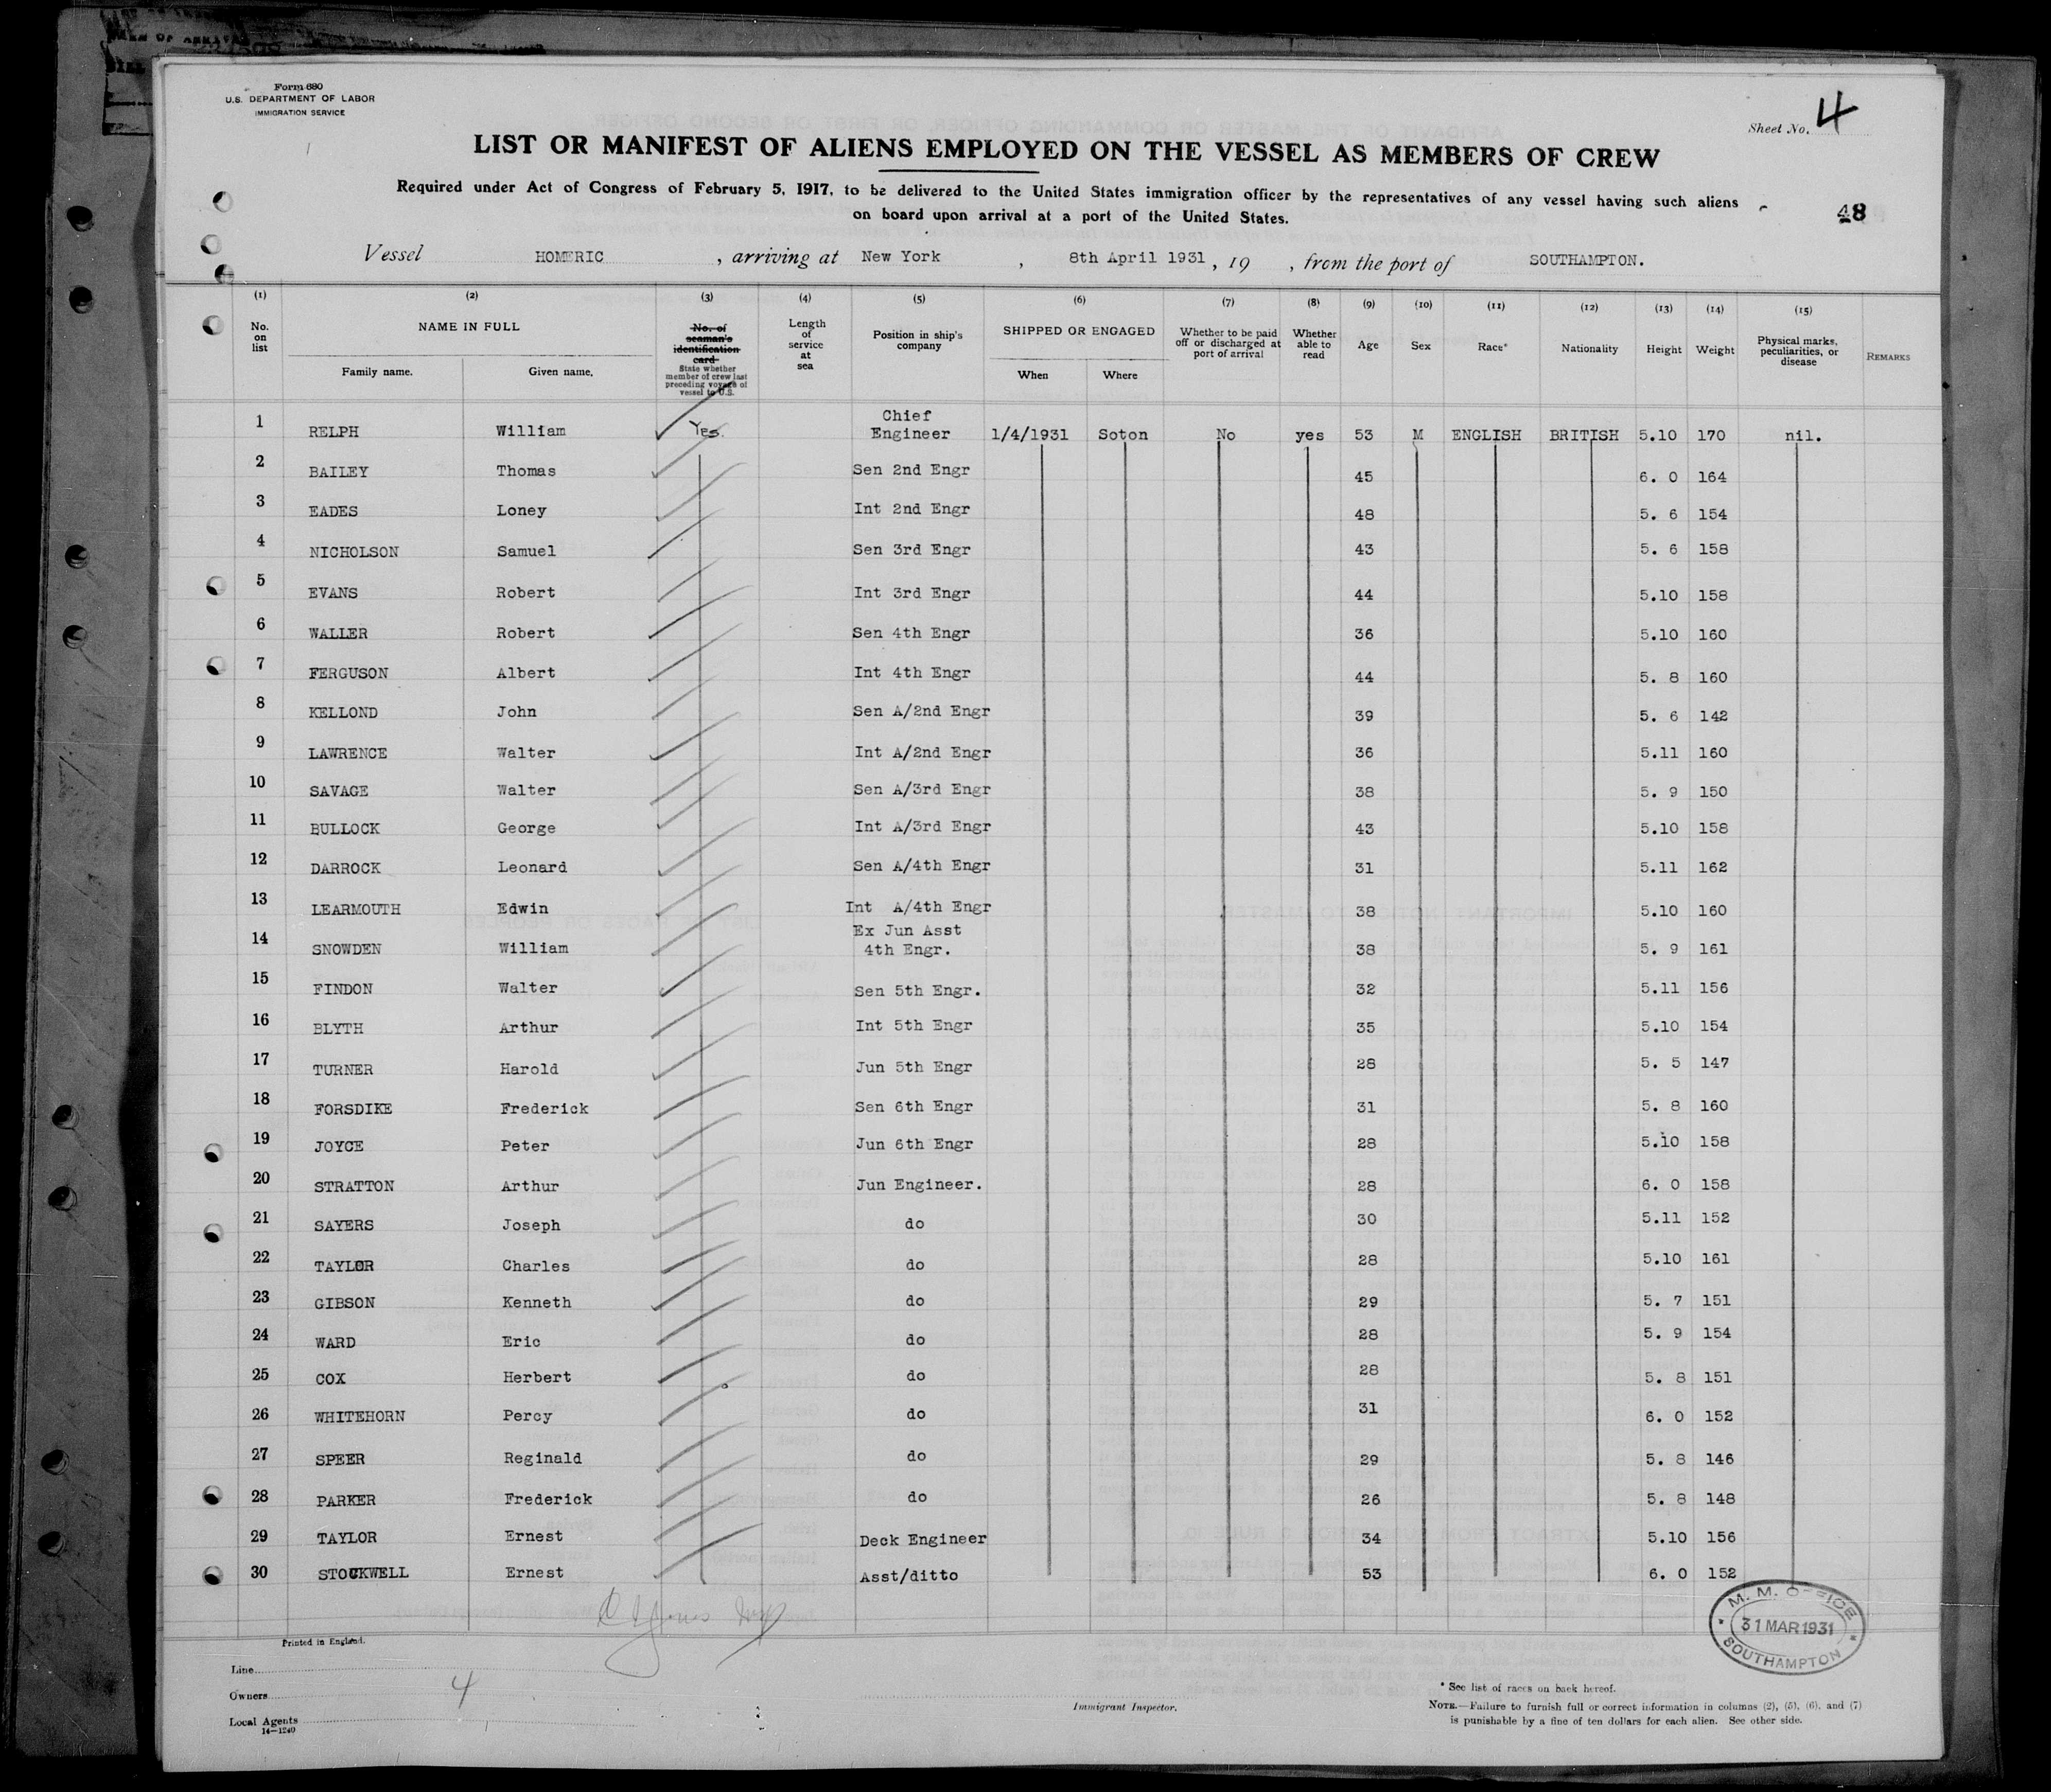 Form 680
U.S. DEPARTMENT OF LABOR
IMMIGRATION SERVICE
Sheet No. 4
LIST OR MANIFEST OF ALIENS EMPLOYED ON THE VESSEL AS MEMBERS OF CREW
Required under Act of Congress of February 5, 1917, to be delivered to the United States immigration officer by the representatives of any vessel having such aliens
on board upon arrival at a port of the United States.
48
Vessel HOMERIC , arriving at New York , 8th April 1931 , 19 , from the port of SOUTHAMPTON.
(1) (2) (3) (4) (5) (6) (7) (8) (9) (10) (11) (12) (13) (14) (15)
No. on list
NAME IN FULL
Family name. Given name.
No. of seaman's identification card
State whether member of crew last preceding voyage of vessel to U.S.
Length of service at sea
Position in ship's company
SHIPPED OR ENGAGED
When Where
Whether to be paid off or discharged at port of arrival
Whether able to read
Age
Sex
Race*
Nationality
Height
Weight
Physical marks, peculiarities, or disease
REMARKS
1 RELPH William Yes. Chief Engineer 1/4/1931 Soton No yes 53 M ENGLISH BRITISH 5.10 170 nil.
2 BAILEY Thomas Sen 2nd Engr 45 6. 0 164
3 EADES Loney Int 2nd Engr 48 5. 6 154
4 NICHOLSON Samuel Sen 3rd Engr 43 5. 6 158
5 EVANS Robert Int 3rd Engr 44 5.10 158
6 WALLER Robert Sen 4th Engr 36 5.10 160
7 FERGUSON Albert Int 4th Engr 44 5. 8 160
8 KELLOND John Sen A/2nd Engr 39 5. 6 142
9 LAWRENCE Walter Int A/2nd Engr 36 5.11 160
10 SAVAGE Walter Sen A/3rd Engr 38 5. 9 150
11 BULLOCK George Int A/3rd Engr 43 5.10 158
12 DARROCK Leonard Sen A/4th Engr 31 5.11 162
13 LEARMOUTH Edwin Int A/4th Engr 38 5.10 160
14 SNOWDEN William Ex Jun Asst 4th Engr. 38 5. 9 161
15 FINDON Walter Sen 5th Engr. 32 5.11 156
16 BLYTH Arthur Int 5th Engr 35 5.10 154
17 TURNER Harold Jun 5th Engr 28 5. 5 147
18 FORSDIKE Frederick Sen 6th Engr 31 5. 8 160
19 JOYCE Peter Jun 6th Engr 28 5.10 158
20 STRATTON Arthur Jun Engineer. 28 6. 0 158
21 SAYERS Joseph do 30 5.11 152
22 TAYLOR Charles do 28 5.10 161
23 GIBSON Kenneth do 29 5. 7 151
24 WARD Eric do 28 5. 9 154
25 COX Herbert do 28 5. 8 151
26 WHITEHORN Percy do 31 6. 0 152
27 SPEER Reginald do 29 5. 8 146
28 PARKER Frederick do 26 5. 8 148
29 TAYLOR Ernest Deck Engineer 34 5.10 156
30 STOCKWELL Ernest Asst/ditto 53 6. 0 152
M. M. OFFICE
31 MAR 1931
SOUTHAMPTON
Printed in England.
Line
Owners
4
Local Agents
14—1240
Immigrant Inspector.
* See list of races on back hereof.
NOTE.—Failure to furnish full or correct information in columns (2), (5), (6), and (7)
is punishable by a fine of ten dollars for each alien. See other side.